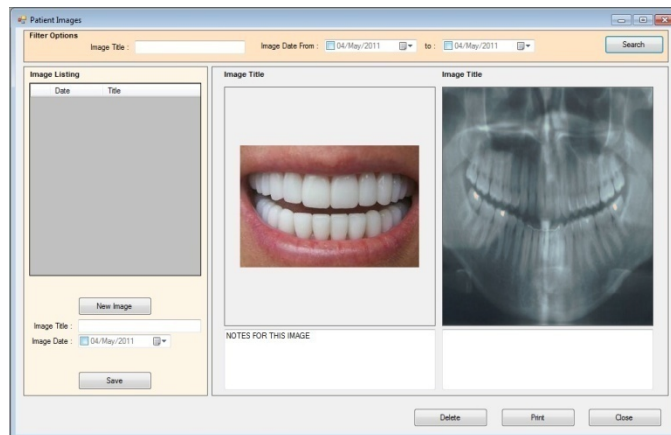 Patient Images
Filter Options
Image Title :
Image Date From : 04/May/2011 to : 04/May/2011
Search
Image Listing
Date Title
New Image
Image Title :
Image Date : 04/May/2011
Save
Image Title
Image Title
NOTES FOR THIS IMAGE
Delete Print Close